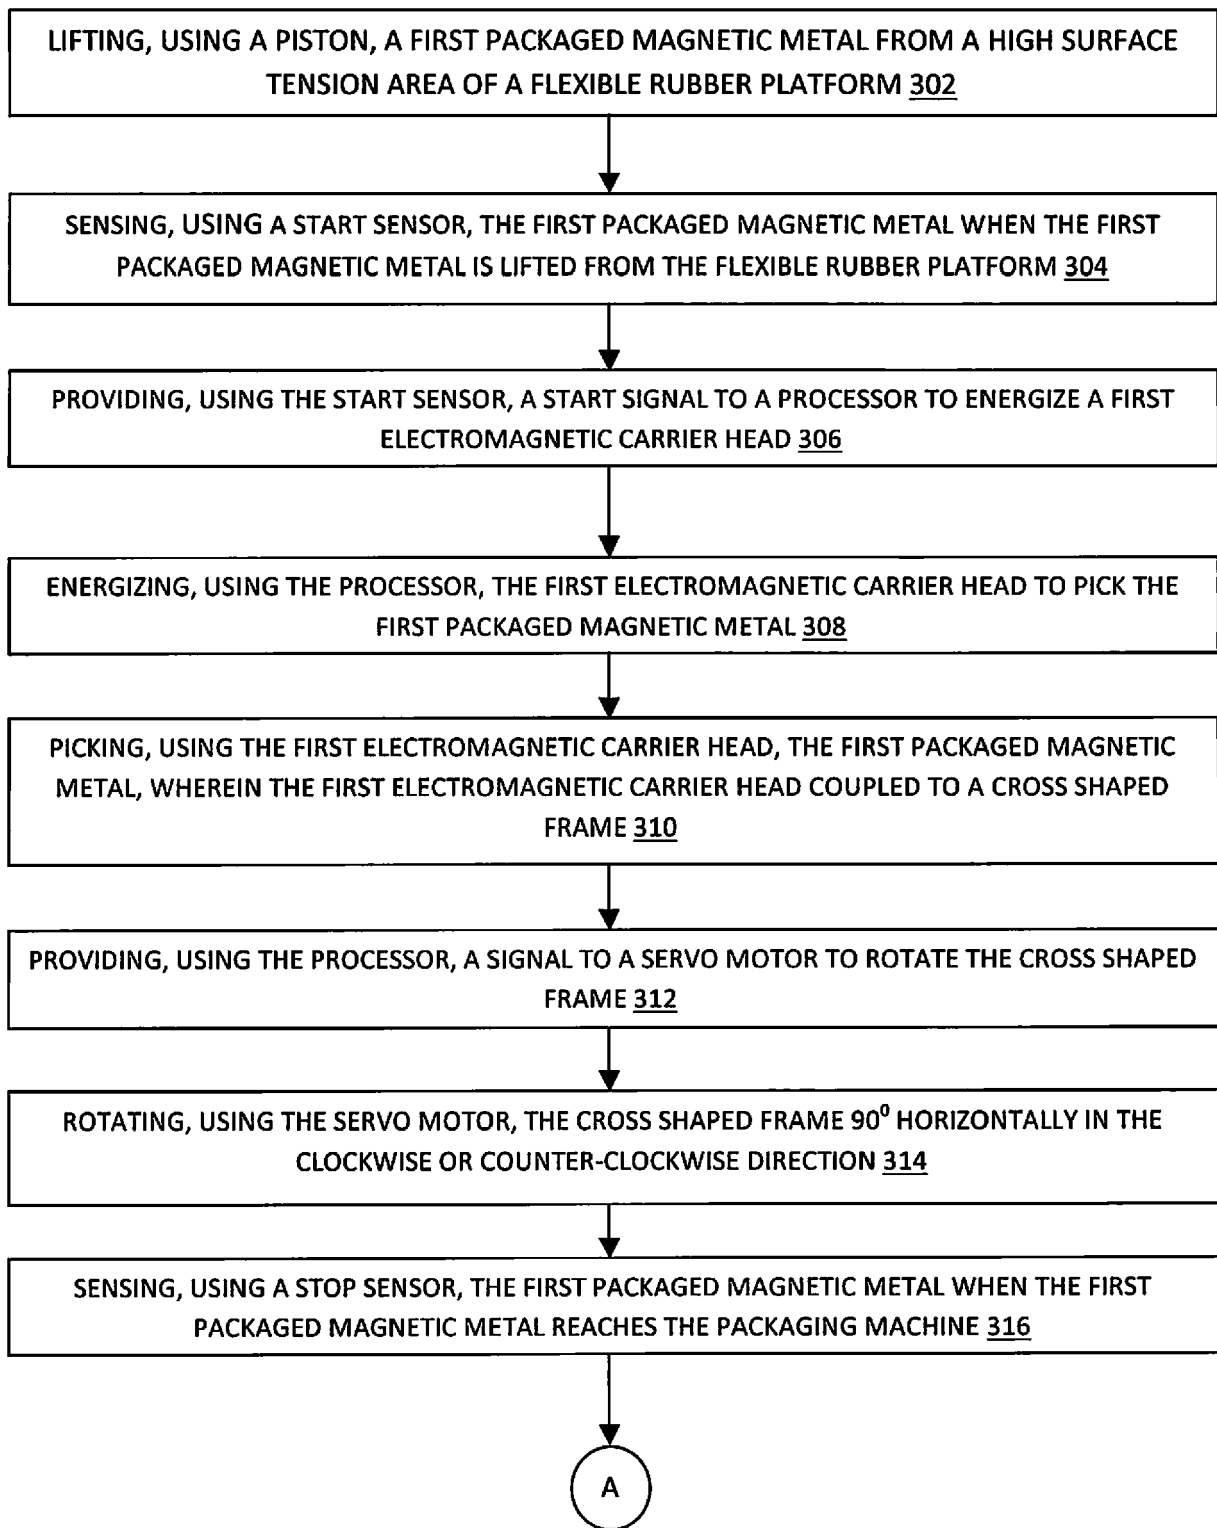 LIFTING, USING A PISTON, A FIRST PACKAGED MAGNETIC METAL FROM A HIGH SURFACE
TENSION AREA OF A FLEXIBLE RUBBER PLATFORM 302
SENSING, USING A START SENSOR, THE FIRST PACKAGED MAGNETIC METAL WHEN THE FIRST
PACKAGED MAGNETIC METAL IS LIFTED FROM THE FLEXIBLE RUBBER PLATFORM 304
PROVIDING, USING THE START SENSOR, A START SIGNAL TO A PROCESSOR TO ENERGIZE A FIRST
ELECTROMAGNETIC CARRIER HEAD 306
ENERGIZING, USING THE PROCESSOR, THE FIRST ELECTROMAGNETIC CARRIER HEAD TO PICK THE
FIRST PACKAGED MAGNETIC METAL 308
PICKING, USING THE FIRST ELECTROMAGNETIC CARRIER HEAD, THE FIRST PACKAGED MAGNETIC
METAL, WHEREIN THE FIRST ELECTROMAGNETIC CARRIER HEAD COUPLED TO A CROSS SHAPED
FRAME 310
PROVIDING, USING THE PROCESSOR, A SIGNAL TO A SERVO MOTOR TO ROTATE THE CROSS SHAPED
FRAME 312
ROTATING, USING THE SERVO MOTOR, THE CROSS SHAPED FRAME 90⁰ HORIZONTALLY IN THE
CLOCKWISE OR COUNTER-CLOCKWISE DIRECTION 314
SENSING, USING A STOP SENSOR, THE FIRST PACKAGED MAGNETIC METAL WHEN THE FIRST
PACKAGED MAGNETIC METAL REACHES THE PACKAGING MACHINE 316
A